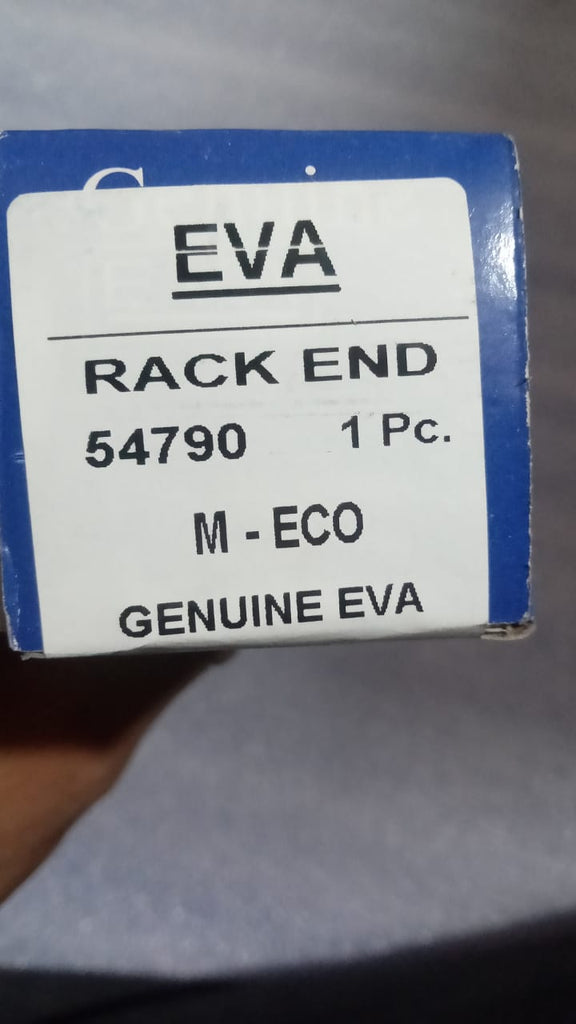 EVA
RACK END
54790 1 Pc.
M - ECO
GENUINE EVA